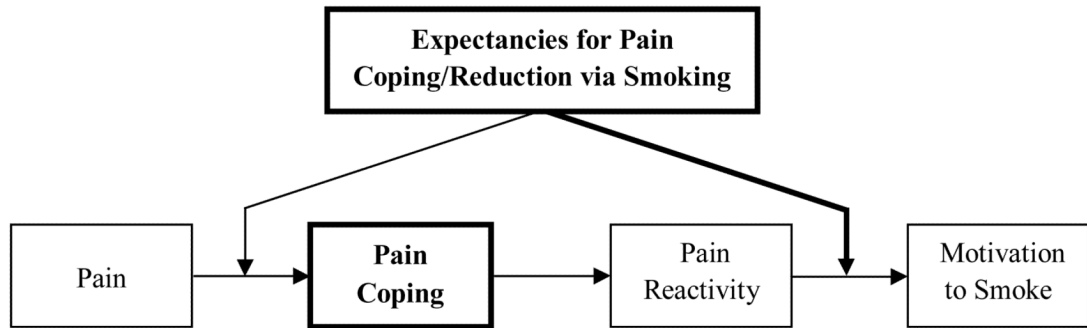 Expectancies for Pain
Coping/Reduction via Smoking
Pain
Pain
Coping
Pain
Reactivity
Motivation
to Smoke